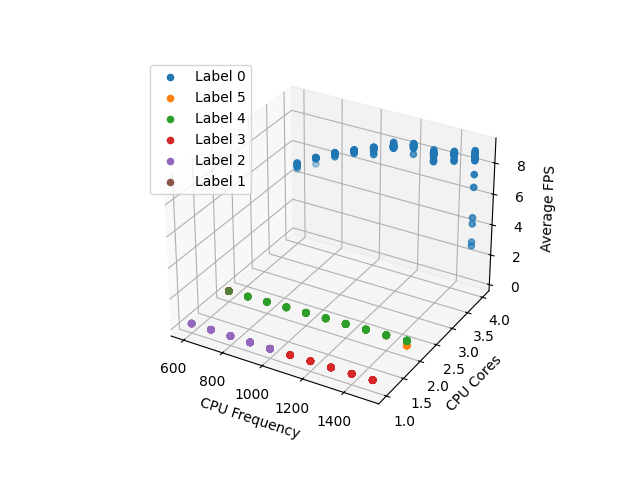 Label 0
Label 5
Label 4
Label 3
Label 2
Label 1
600
800
1000
1200
1400
CPU Frequency
1.0
1.5
2.0
2.5
3.0
3.5
4.0
CPU Cores
0
2
4
6
8
Average FPS